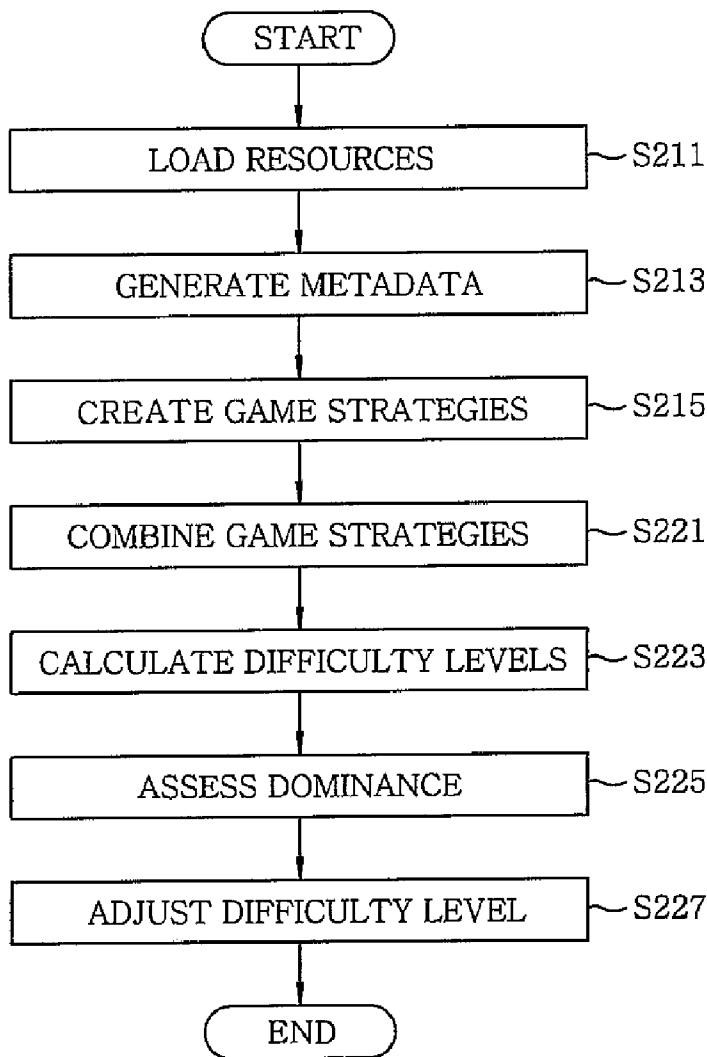 START
LOAD RESOURCES S211
GENERATE METADATA S213
CREATE GAME STRATEGIES S215
COMBINE GAME STRATEGIES S221
CALCULATE DIFFICULTY LEVELS S223
ASSESS DOMINANCE S225
ADJUST DIFFICULTY LEVEL S227
END